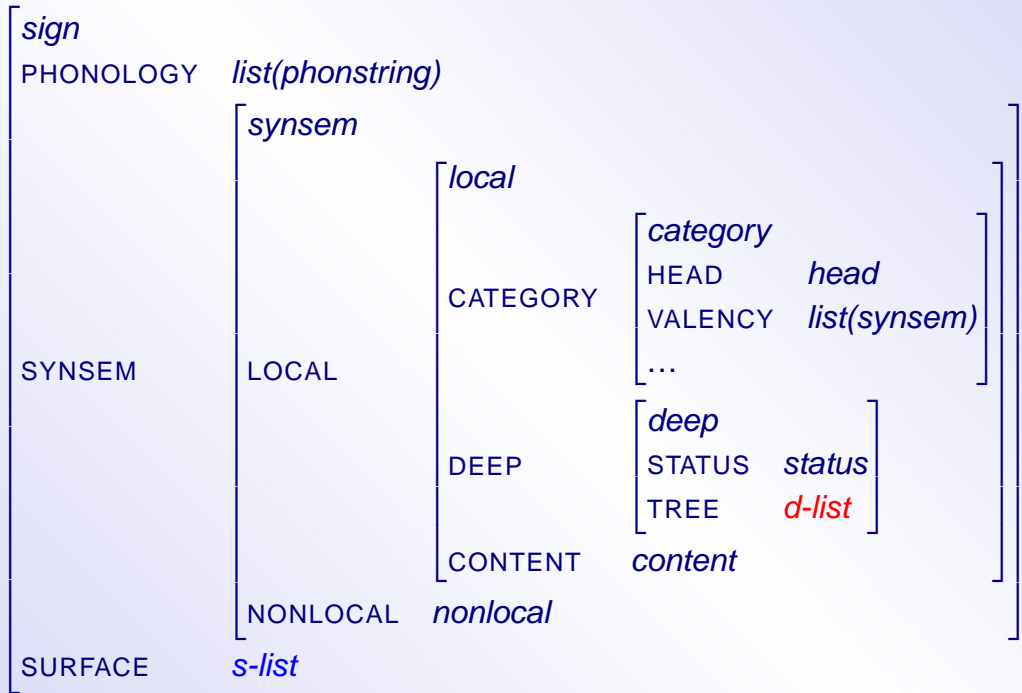 sign
PHONOLOGY list(phonstring)
synsem
local
category
HEAD head
CATEGORY
VALENCY list(synsem)
SYNSEM LOCAL …
deep
DEEP STATUS status
TREE d-list
CONTENT content
NONLOCAL nonlocal
SURFACE s-list